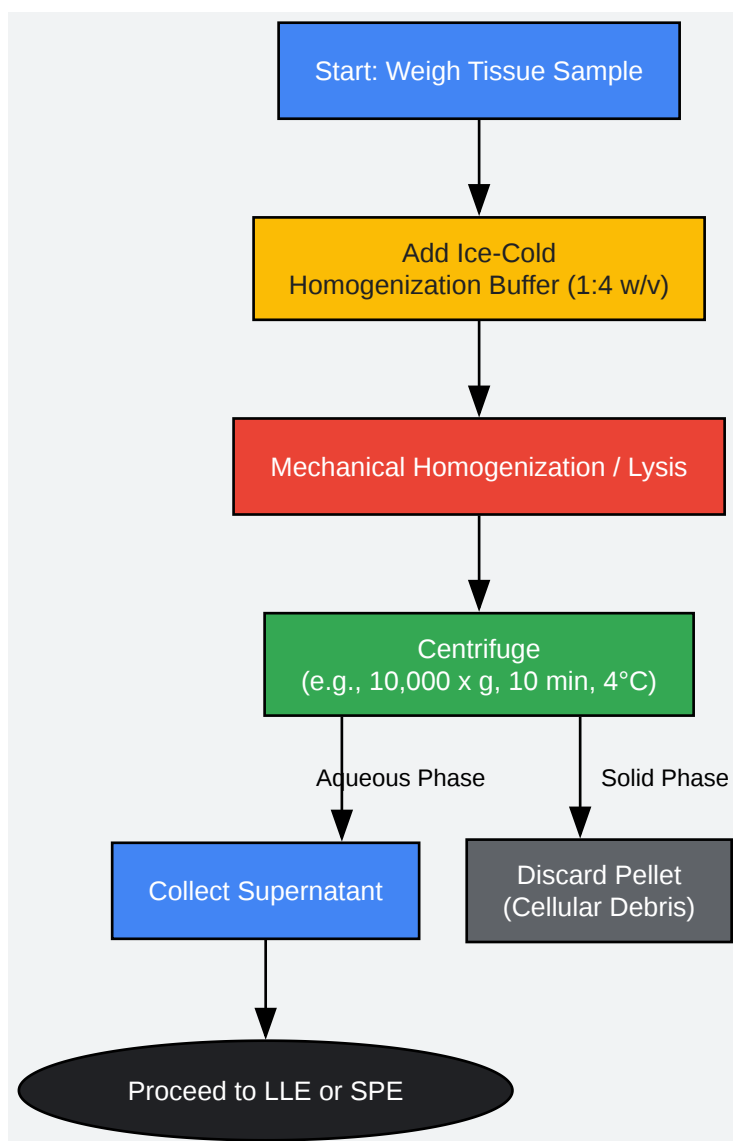 Start: Weigh Tissue Sample
Add Ice-Cold
Homogenization Buffer (1:4 w/v)
Mechanical Homogenization / Lysis
Centrifuge
(e.g., 10,000 x g, 10 min, 4°C)
Aqueous Phase
Solid Phase
Collect Supernatant
Discard Pellet
(Cellular Debris)
Proceed to LLE or SPE